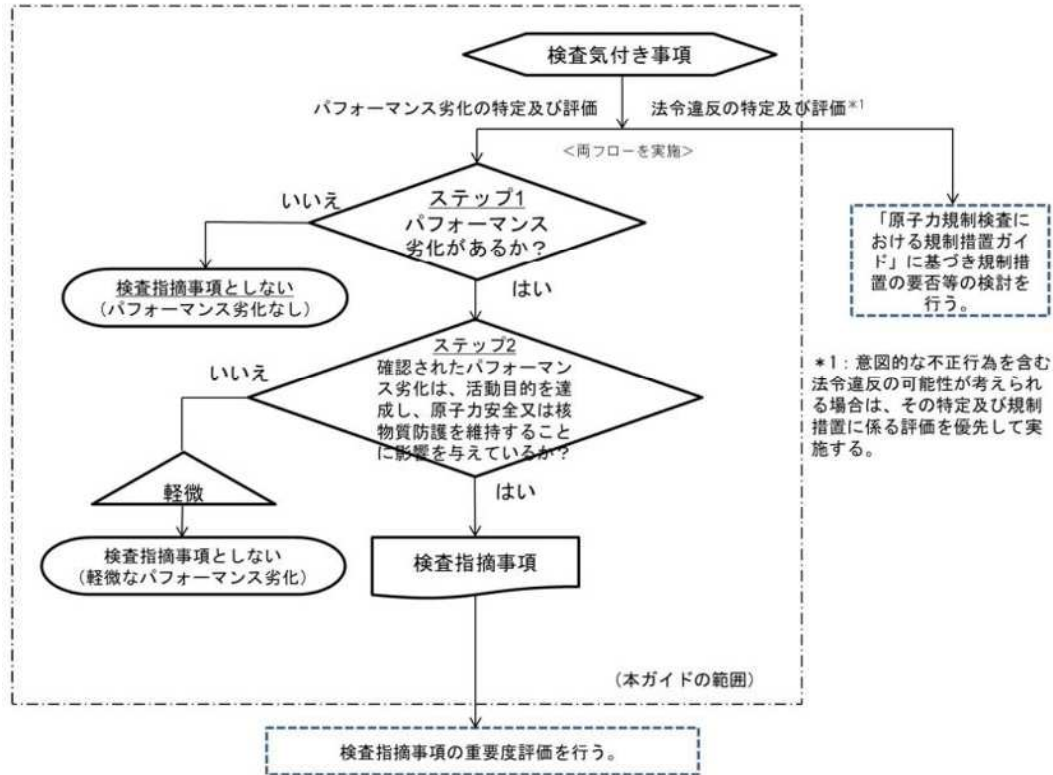 検査気付き事項
パフォーマンス劣化の特定及び評価
法令違反の特定及び評価*1
<両フローを実施>
いいえ
ステップ1
パフォーマンス
劣化があるか？
「原子力規制検査に
おける規制措置ガイ
ド」に基づき規制措
置の要否等の検討を
行う。
検査指摘事項としない
（パフォーマンス劣化なし）
はい
いいえ
ステップ2
確認されたパフォーマン
ス劣化は、活動目的を達
成し、原子力安全又は核
物質防護を維持すること
に影響を与えているか？
*1：意図的な不正行為を含む
法令違反の可能性が考えられ
る場合は、その特定及び規制
措置に係る評価を優先して実
施する。
軽微
はい
検査指摘事項としない
（軽微なパフォーマンス劣化）
検査指摘事項
（本ガイドの範囲）
検査指摘事項の重要度評価を行う。